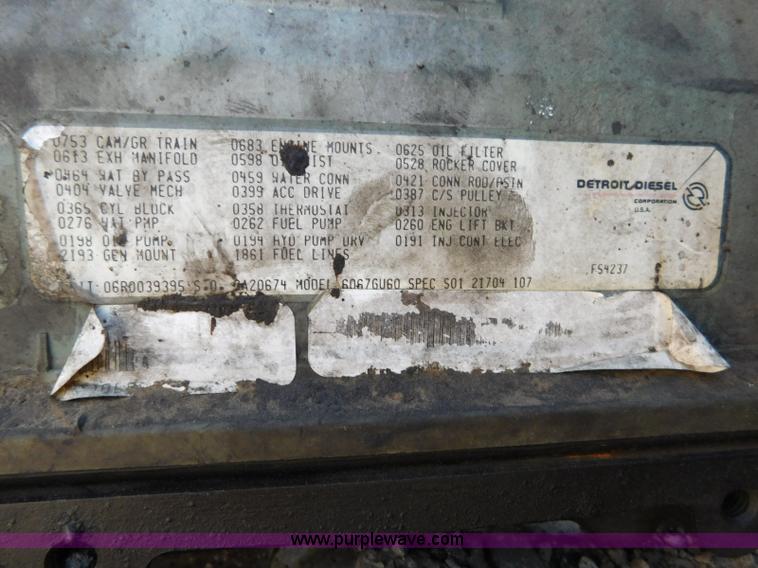 0753 CAM/GR TRAIN 0683 ENGINE MOUNTS 0625 OIL FILTER
0613 EXH MANIFOLD 0598 DIST 0528 ROCKER COVER
0464 WAT BY PASS 0459 WATER CONN 0421 CONN ROD/PSTN
0404 VALVE MECH 0399 ACC DRIVE 0387 C/S PULLEY
0365 CYL BLOCK 0358 THERMOSTAT 0313 INJECTOR
0276 WAT PMP 0262 FUEL PUMP 0260 ENG LIFT BKT
0198 OIL PUMP 0194 HYD PUMP DRV 0191 INJ CONT ELEC
2193 GEN MOUNT 1861 FUEL LINES
DETROIT DIESEL
CORPORATION
U.S.A.
FS4237
06R0039395 S-O 20674 MODEL 6067GU60 SPEC S01 21704 107
www.purplewave.com